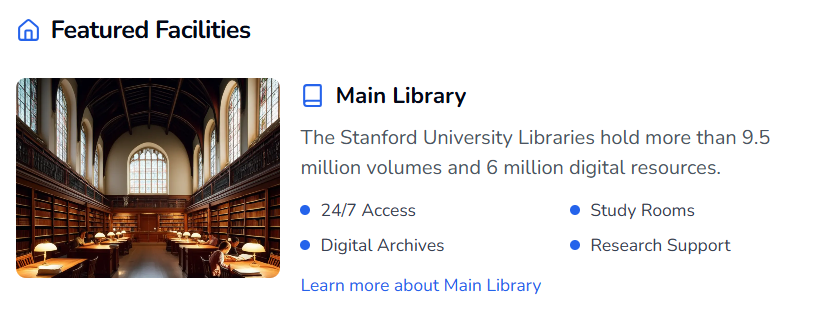 Featured Facilities
Main Library
The Stanford University Libraries hold more than 9.5
million volumes and 6 million digital resources.
24/7 Access
Study Rooms
Digital Archives
Research Support
Learn more about Main Library